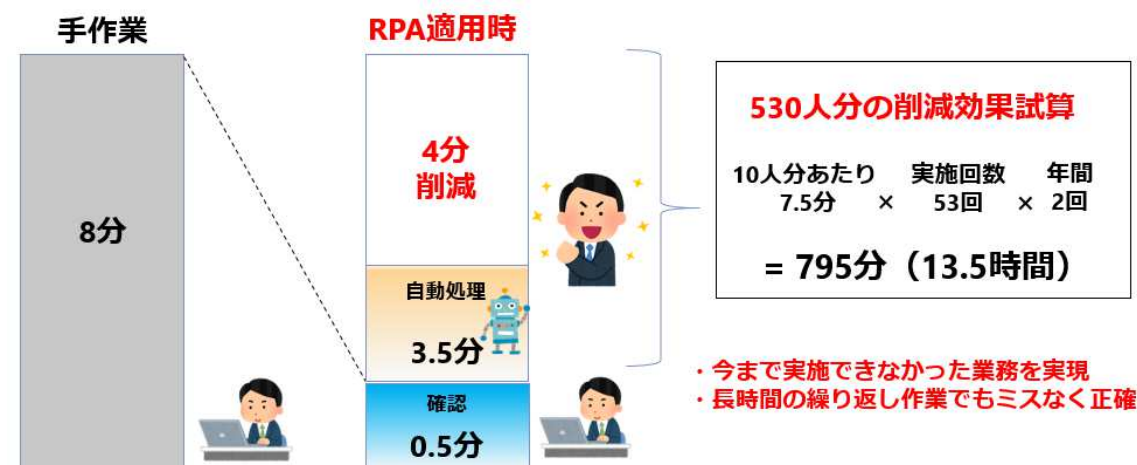 手作業
8分
RPA適用時
4分
削減
自動処理
3.5分
確認
0.5分
530人分の削減効果試算
10人分あたり 実施回数 年間
7.5分 × 53回 × 2回
= 795分（13.5時間）
・今まで実施できなかった業務を実現
・長時間の繰り返し作業でもミスなく正確